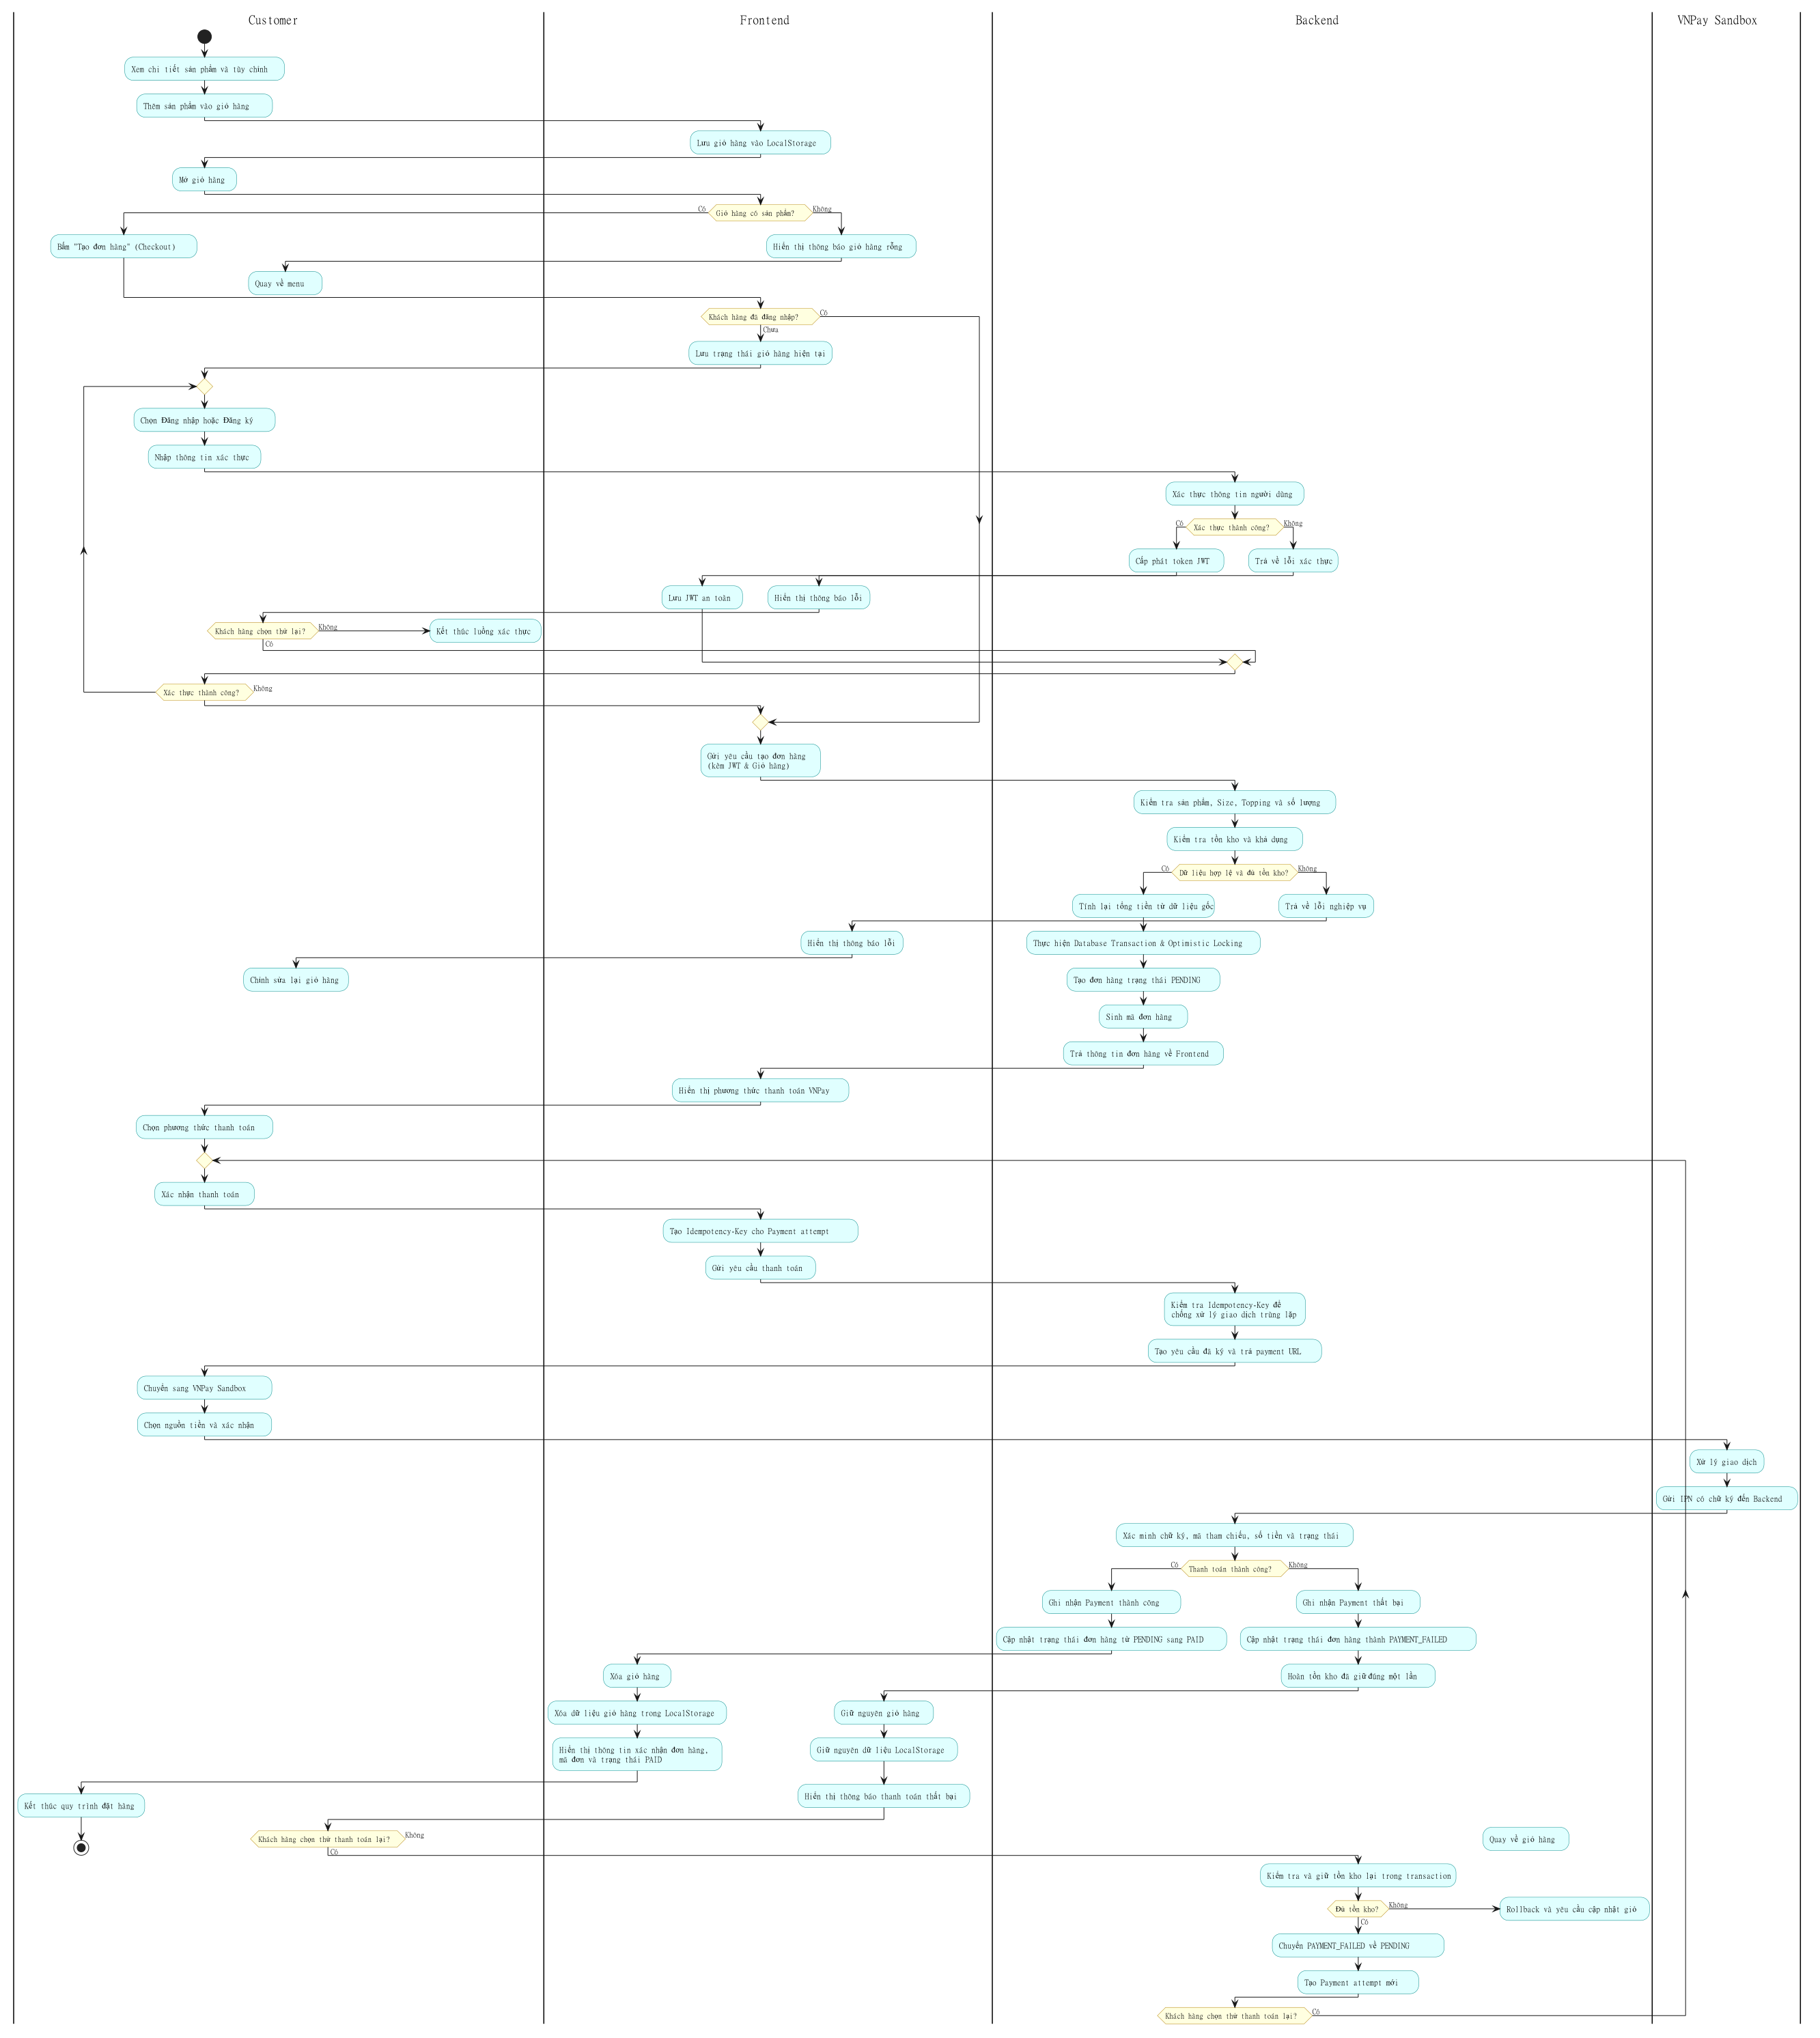 Customer
Frontend
Backend
VNPay Sandbox
Xem chi tiết sản phẩm và tùy chỉnh
Thêm sản phẩm vào giỏ hàng
Lưu giỏ hàng vào LocalStorage
Mở giỏ hàng
Giỏ hàng có sản phẩm?
Có
Không
Bấm "Tạo đơn hàng" (Checkout)
Hiển thị thông báo giỏ hàng rỗng
Quay về menu
Khách hàng đã đăng nhập?
Có
Chưa
Lưu trạng thái giỏ hàng hiện tại
Chọn Đăng nhập hoặc Đăng ký
Nhập thông tin xác thực
Xác thực thông tin người dùng
Có
Xác thực thành công?
Không
Cấp phát token JWT
Trả về lỗi xác thực
Lưu JWT an toàn
Hiển thị thông báo lỗi
Khách hàng chọn thử lại?
Không
Kết thúc luồng xác thực
Có
Xác thực thành công?
Không
Gửi yêu cầu tạo đơn hàng
(kèm JWT & Giỏ hàng)
Kiểm tra sản phẩm, Size, Topping và số lượng
Kiểm tra tồn kho và khả dụng
Có
Dữ liệu hợp lệ và đủ tồn kho?
Không
Tính lại tổng tiền từ dữ liệu gốc
Trả về lỗi nghiệp vụ
Hiển thị thông báo lỗi
Thực hiện Database Transaction & Optimistic Locking
Chỉnh sửa lại giỏ hàng
Tạo đơn hàng trạng thái PENDING
Sinh mã đơn hàng
Trả thông tin đơn hàng về Frontend
Hiển thị phương thức thanh toán VNPay
Chọn phương thức thanh toán
Xác nhận thanh toán
Tạo Idempotency-Key cho Payment attempt
Gửi yêu cầu thanh toán
Kiểm tra Idempotency-Key để
chống xử lý giao dịch trùng lặp
Tạo yêu cầu đã ký và trả payment URL
Chuyển sang VNPay Sandbox
Chọn nguồn tiền và xác nhận
Xử lý giao dịch
Gửi IPN có chữ ký đến Backend
Xác minh chữ ký, mã tham chiếu, số tiền và trạng thái
Có
Thanh toán thành công?
Không
Ghi nhận Payment thành công
Ghi nhận Payment thất bại
Cập nhật trạng thái đơn hàng từ PENDING sang PAID
Cập nhật trạng thái đơn hàng thành PAYMENT_FAILED
Xóa giỏ hàng
Hoàn tồn kho đã giữ đúng một lần
Xóa dữ liệu giỏ hàng trong LocalStorage
Giữ nguyên giỏ hàng
Hiển thị thông tin xác nhận đơn hàng,
mã đơn và trạng thái PAID
Giữ nguyên dữ liệu LocalStorage
Hiển thị thông báo thanh toán thất bại
Kết thúc quy trình đặt hàng
Khách hàng chọn thử thanh toán lại?
Không
Quay về giỏ hàng
Có
Kiểm tra và giữ tồn kho lại trong transaction
Đủ tồn kho?
Không
Rollback và yêu cầu cập nhật giỏ
Có
Chuyển PAYMENT_FAILED về PENDING
Tạo Payment attempt mới
Khách hàng chọn thử thanh toán lại?
Có